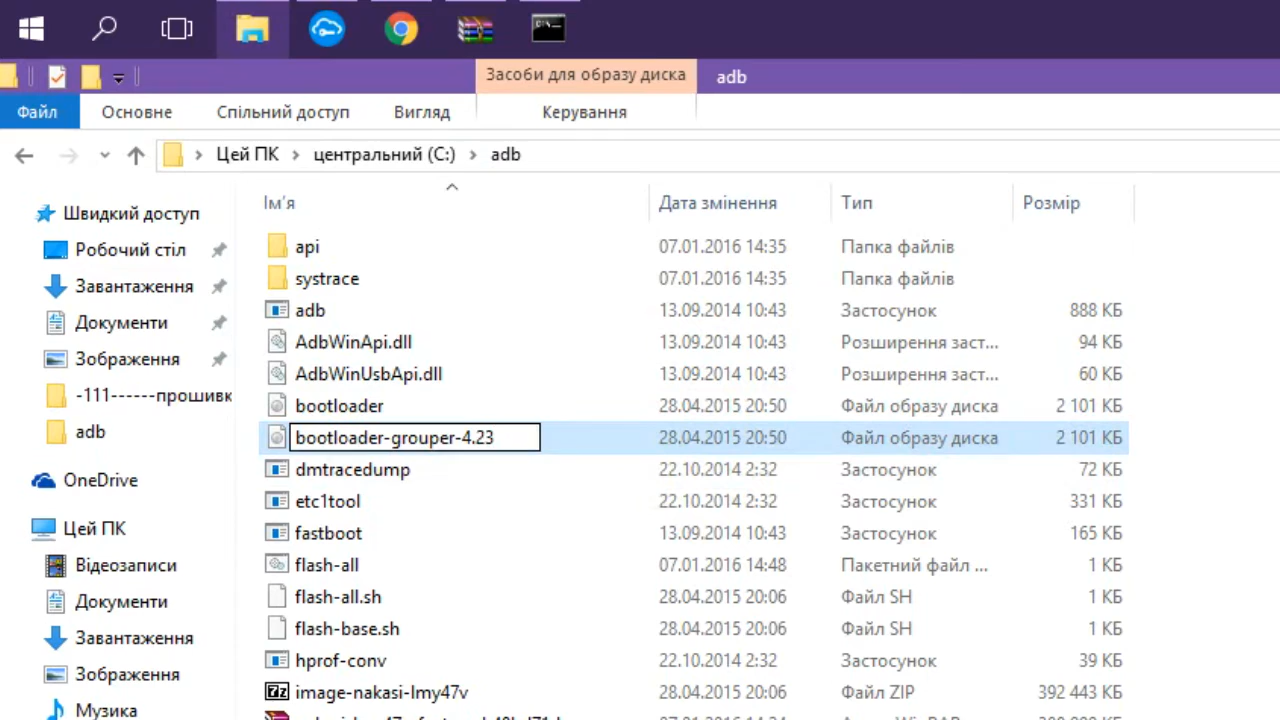 Засоби для образу диска
adb
Файл
Основне
Спільний доступ
Вигляд
Керування
Цей ПК
центральний (C:)
adb
Ім'я
Дата змінення
Тип
Розмір
Швидкий доступ
Робочий стіл
Завантаження
Документи
Зображення
-111------прошивк
adb
OneDrive
Цей ПК
Відеозаписи
Документи
Завантаження
Зображення
Музика
api 07.01.2016 14:35 Папка файлів
systrace 07.01.2016 14:35 Папка файлів
adb 13.09.2014 10:43 Застосунок 888 КБ
AdbWinApi.dll 13.09.2014 10:43 Розширення заст... 94 КБ
AdbWinUsbApi.dll 13.09.2014 10:43 Розширення заст... 60 КБ
bootloader 28.04.2015 20:50 Файл образу диска 2 101 КБ
bootloader-grouper-4.23 28.04.2015 20:50 Файл образу диска 2 101 КБ
dmtracedump 22.10.2014 2:32 Застосунок 72 КБ
etc1tool 22.10.2014 2:32 Застосунок 331 КБ
fastboot 13.09.2014 10:43 Застосунок 165 КБ
flash-all 07.01.2016 14:48 Пакетний файл ... 1 КБ
flash-all.sh 28.04.2015 20:06 Файл SH 1 КБ
flash-base.sh 28.04.2015 20:06 Файл SH 1 КБ
hprof-conv 22.10.2014 2:32 Застосунок 39 КБ
image-nakasi-lmy47v 28.04.2015 20:06 Файл ZIP 392 443 КБ